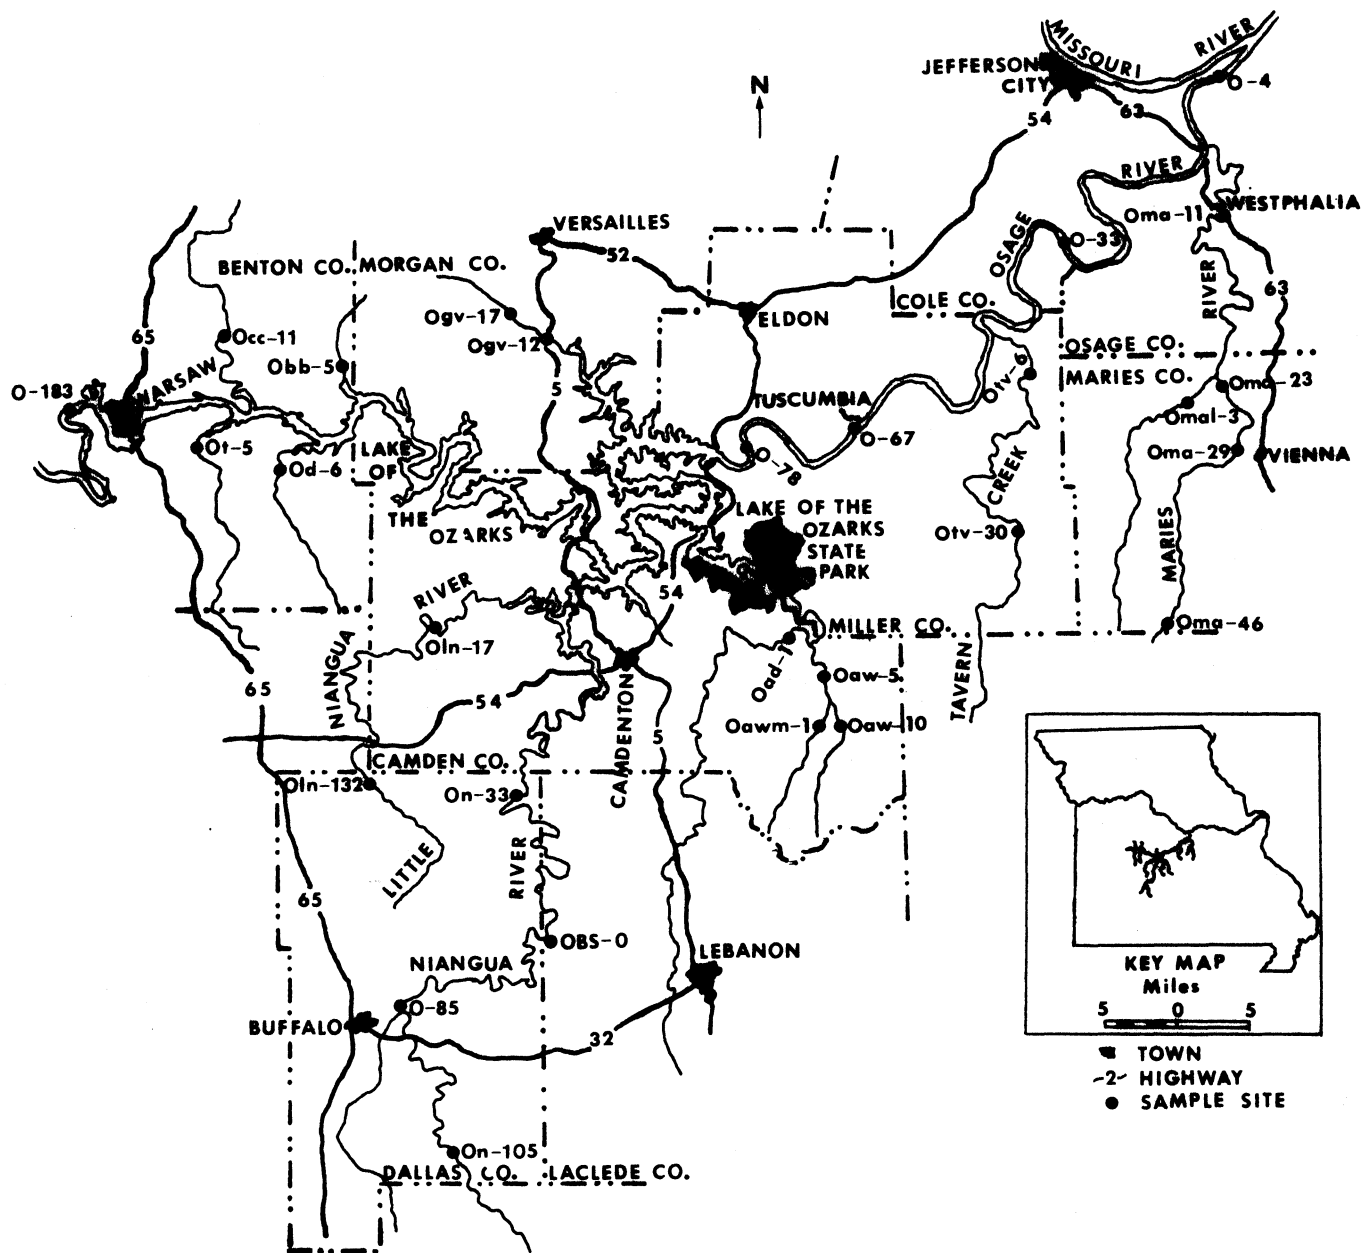 MISSOURI
RIVER
JEFFERSON
CITY
N
O-4
54
63
RIVER
Oma-11
WESTPHALIA
VERSAILLES
OSAGE
O-33
52
BENTON CO.
MORGAN CO.
RIVER
63
COLE CO.
Ogv-17
ELDON
65
Occ-11
Ogv-12
OSAGE CO.
Obb-5
Otv-6
MARIES CO.
Oma-23
O-183
WARSAW
5
TUSCUMBIA
Omal-3
O-67
Ot-5
LAKE
OF
Od-6
O-78
CREEK
Oma-29
VIENNA
THE
OZARKS
LAKE OF THE
OZARKS
STATE
PARK
Otv-30
MARIES
RIVER
54
Oln-17
NIANGUA
MILLER CO.
Oma-46
Oad-1
65
54
Oaw-5
TAVERN
Oawm-1
Oaw-10
5
CAMDENTON
CAMDEN CO.
Oln-132
On-33
LITTLE
RIVER
65
OBS-0
LEBANON
NIANGUA
O-85
BUFFALO
32
On-105
DALLAS CO.
LACLEDE CO.
KEY MAP
Miles
5 0 5
TOWN
-2- HIGHWAY
SAMPLE SITE